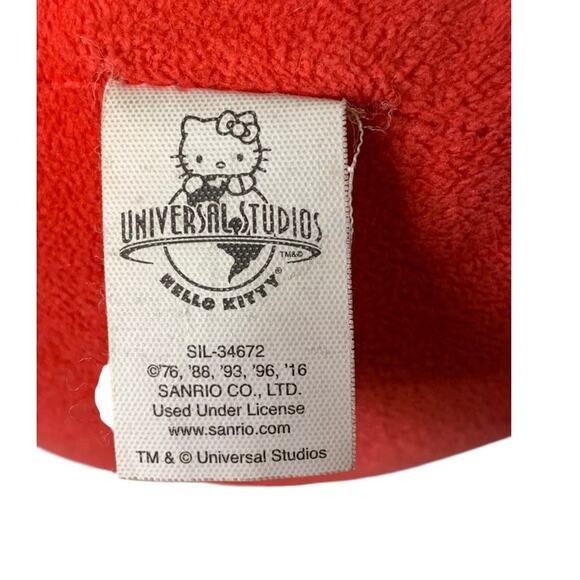 UNIVERSAL STUDIOS
TM&©
HELLO KITTY®
SIL-34672
©'76, '88, '93, '96, '16
SANRIO CO., LTD.
Used Under License
www.sanrio.com
TM & © Universal Studios